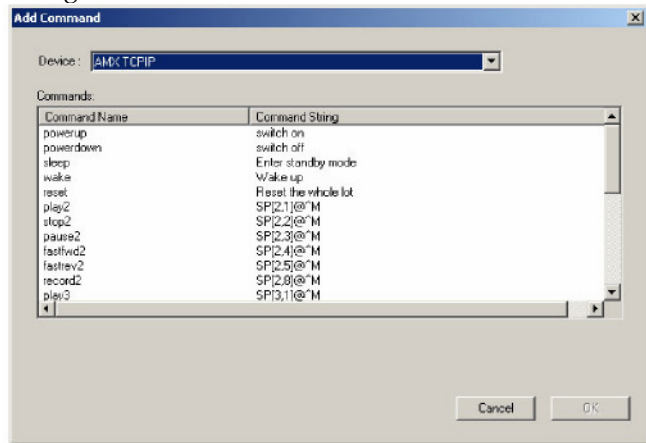 Add Command
Device : AMX TCPIP
Commands:
Command Name Command String
powerup switch on
powerdown switch off
sleep Enter standby mode
wake Wake up
reset Reset the whole lot
play2 SP[2,1]@^M
stop2 SP[2,2]@^M
pause2 SP[2,3]@^M
fastfwd2 SP[2,4]@^M
fastrev2 SP[2,5]@^M
record2 SP[2,8]@^M
play3 SP[3,1]@^M
Cancel OK